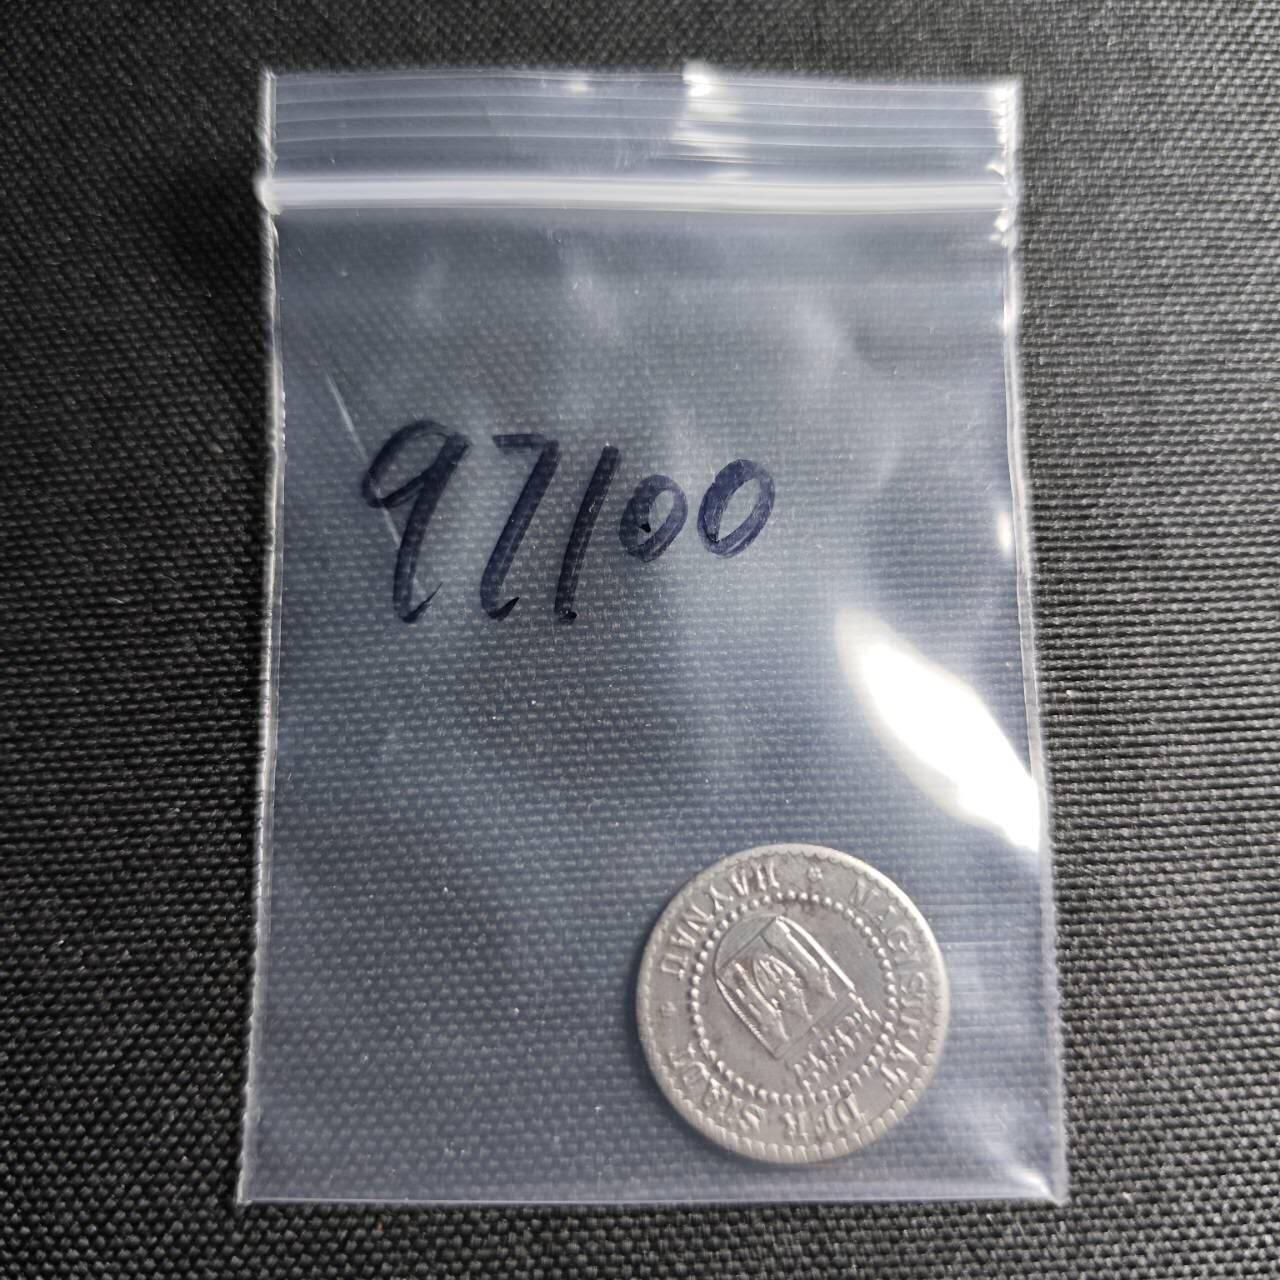 97100
MAGISTRAT DER STADT * HAYNAU *